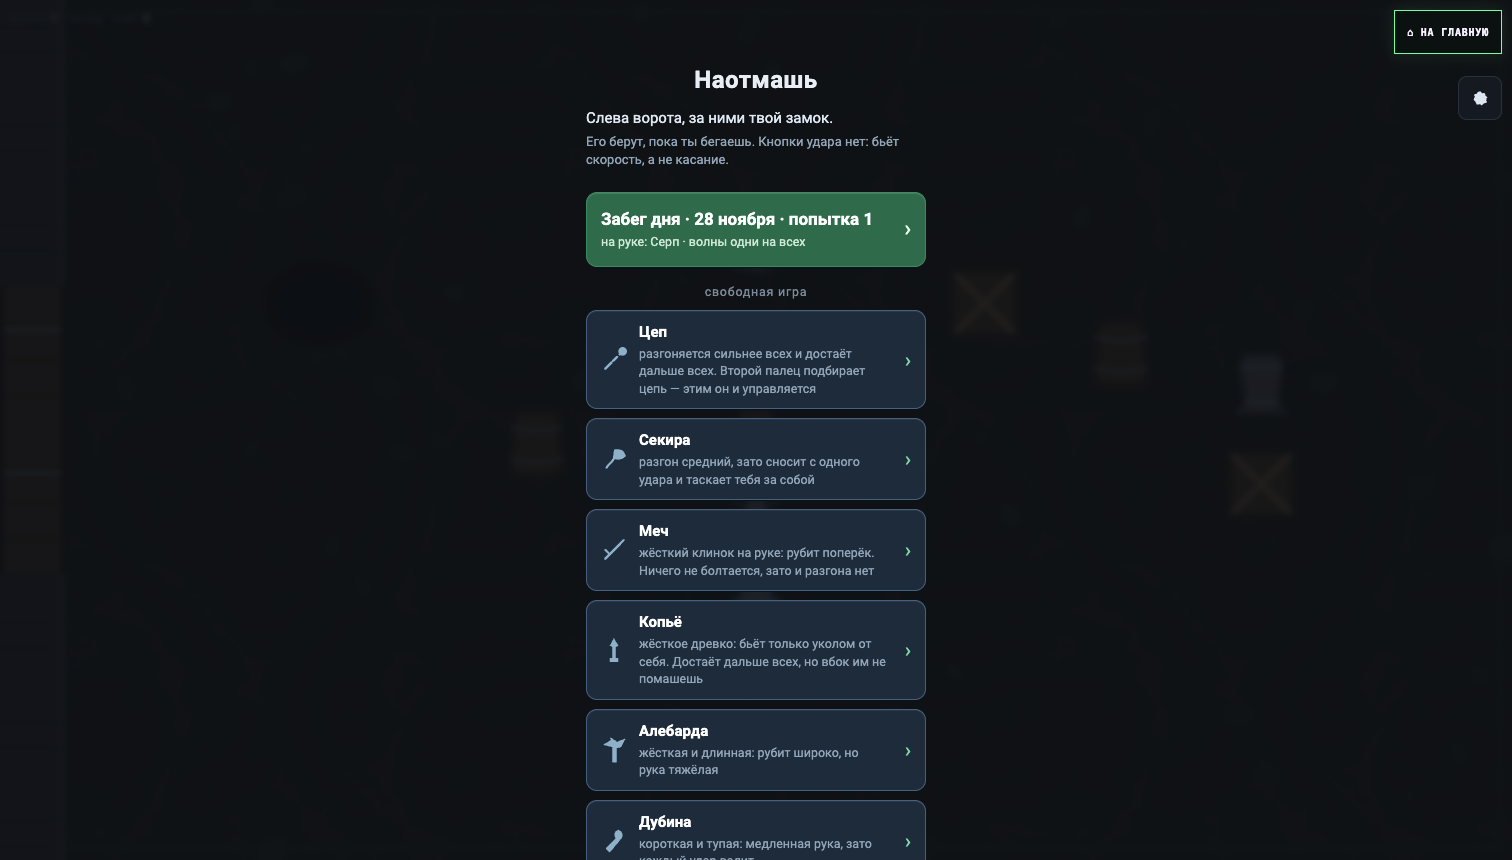 ⌂ НА ГЛАВНУЮ
Наотмашь
Слева ворота, за ними твой замок.
Его берут, пока ты бегаешь. Кнопки удара нет: бьёт
скорость, а не касание.
Забег дня · 28 ноября · попытка 1
на руке: Серп · волны одни на всех
свободная игра
Цеп
разгоняется сильнее всех и достаёт
дальше всех. Второй палец подбирает
цепь — этим он и управляется
Секира
разгон средний, зато сносит с одного
удара и таскает тебя за собой
Меч
жёсткий клинок на руке: рубит поперёк.
Ничего не болтается, зато и разгона нет
Копьё
жёсткое древко: бьёт только уколом от
себя. Достаёт дальше всех, но вбок им не
помашешь
Алебарда
жёсткая и длинная: рубит широко, но
рука тяжёлая
Дубина
короткая и тупая: медленная рука, зато
каждый удар валит